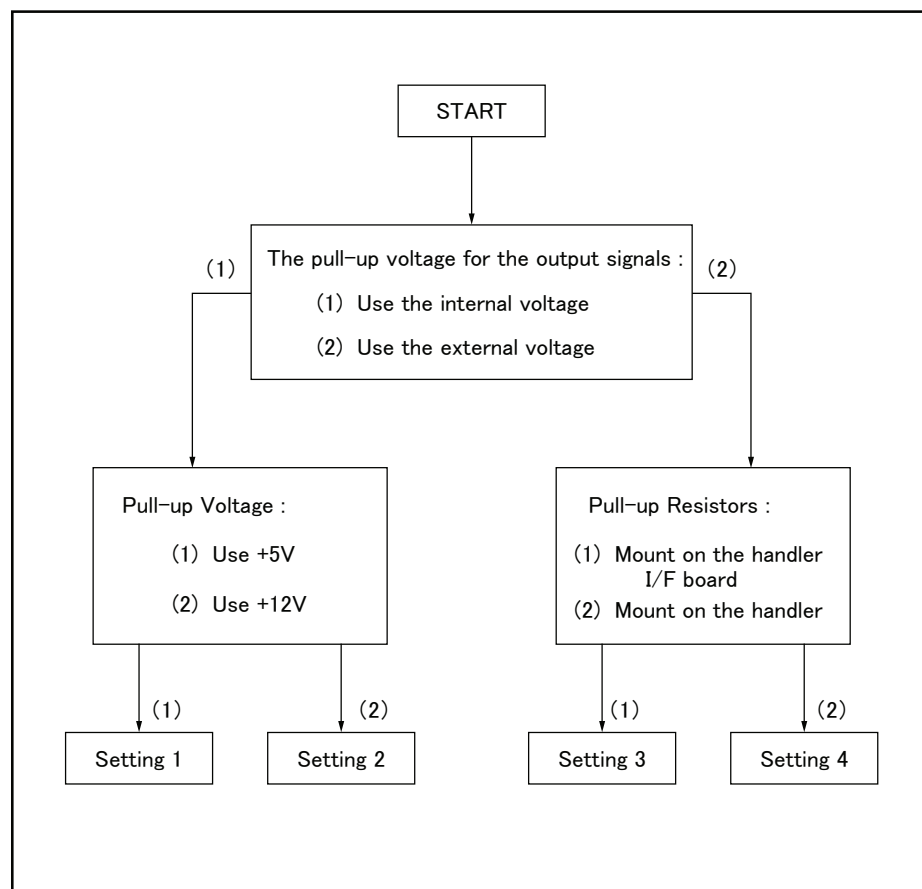 START
The pull-up voltage for the output signals :
(1) Use the internal voltage
(2) Use the external voltage
(1)
(2)
Pull-up Voltage :
(1) Use +5V
(2) Use +12V
Pull-up Resistors :
(1) Mount on the handler
I/F board
(2) Mount on the handler
(1)
(2)
(1)
(2)
Setting 1
Setting 2
Setting 3
Setting 4